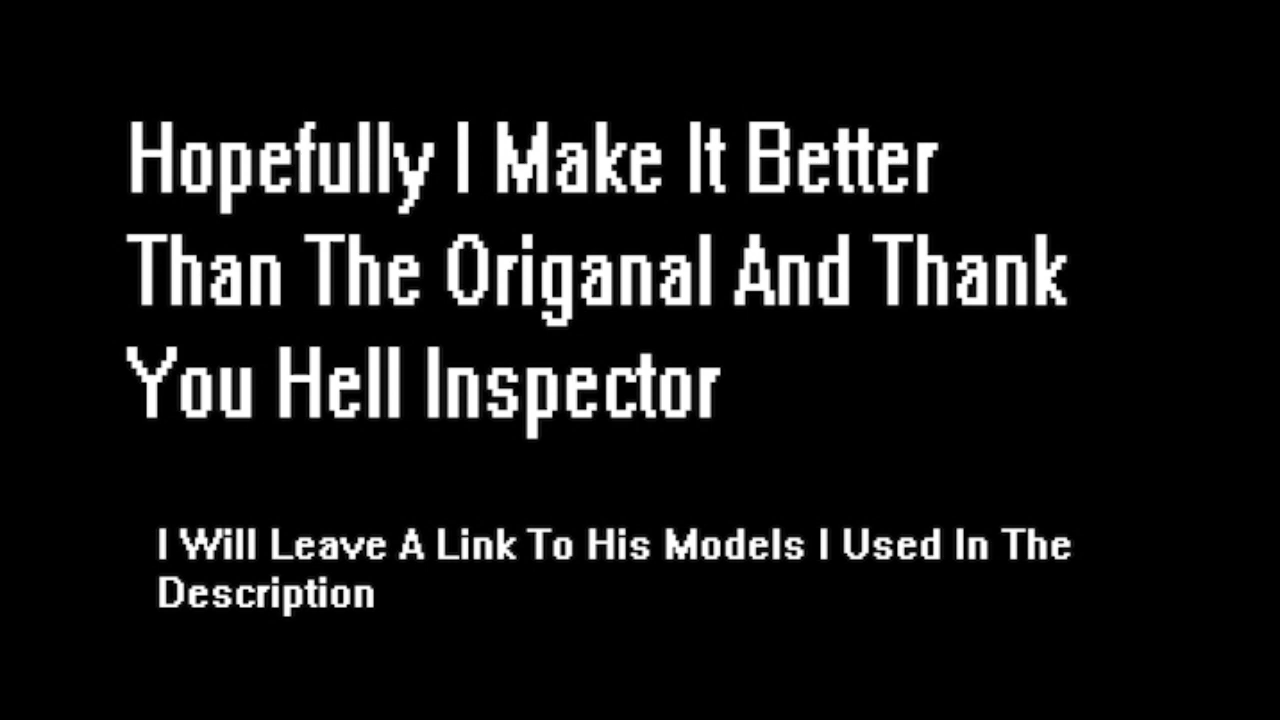 Hopefully I Make It Better
Than The Origanal And Thank
You Hell Inspector
I Will Leave A Link To His Models I Used In The
Description